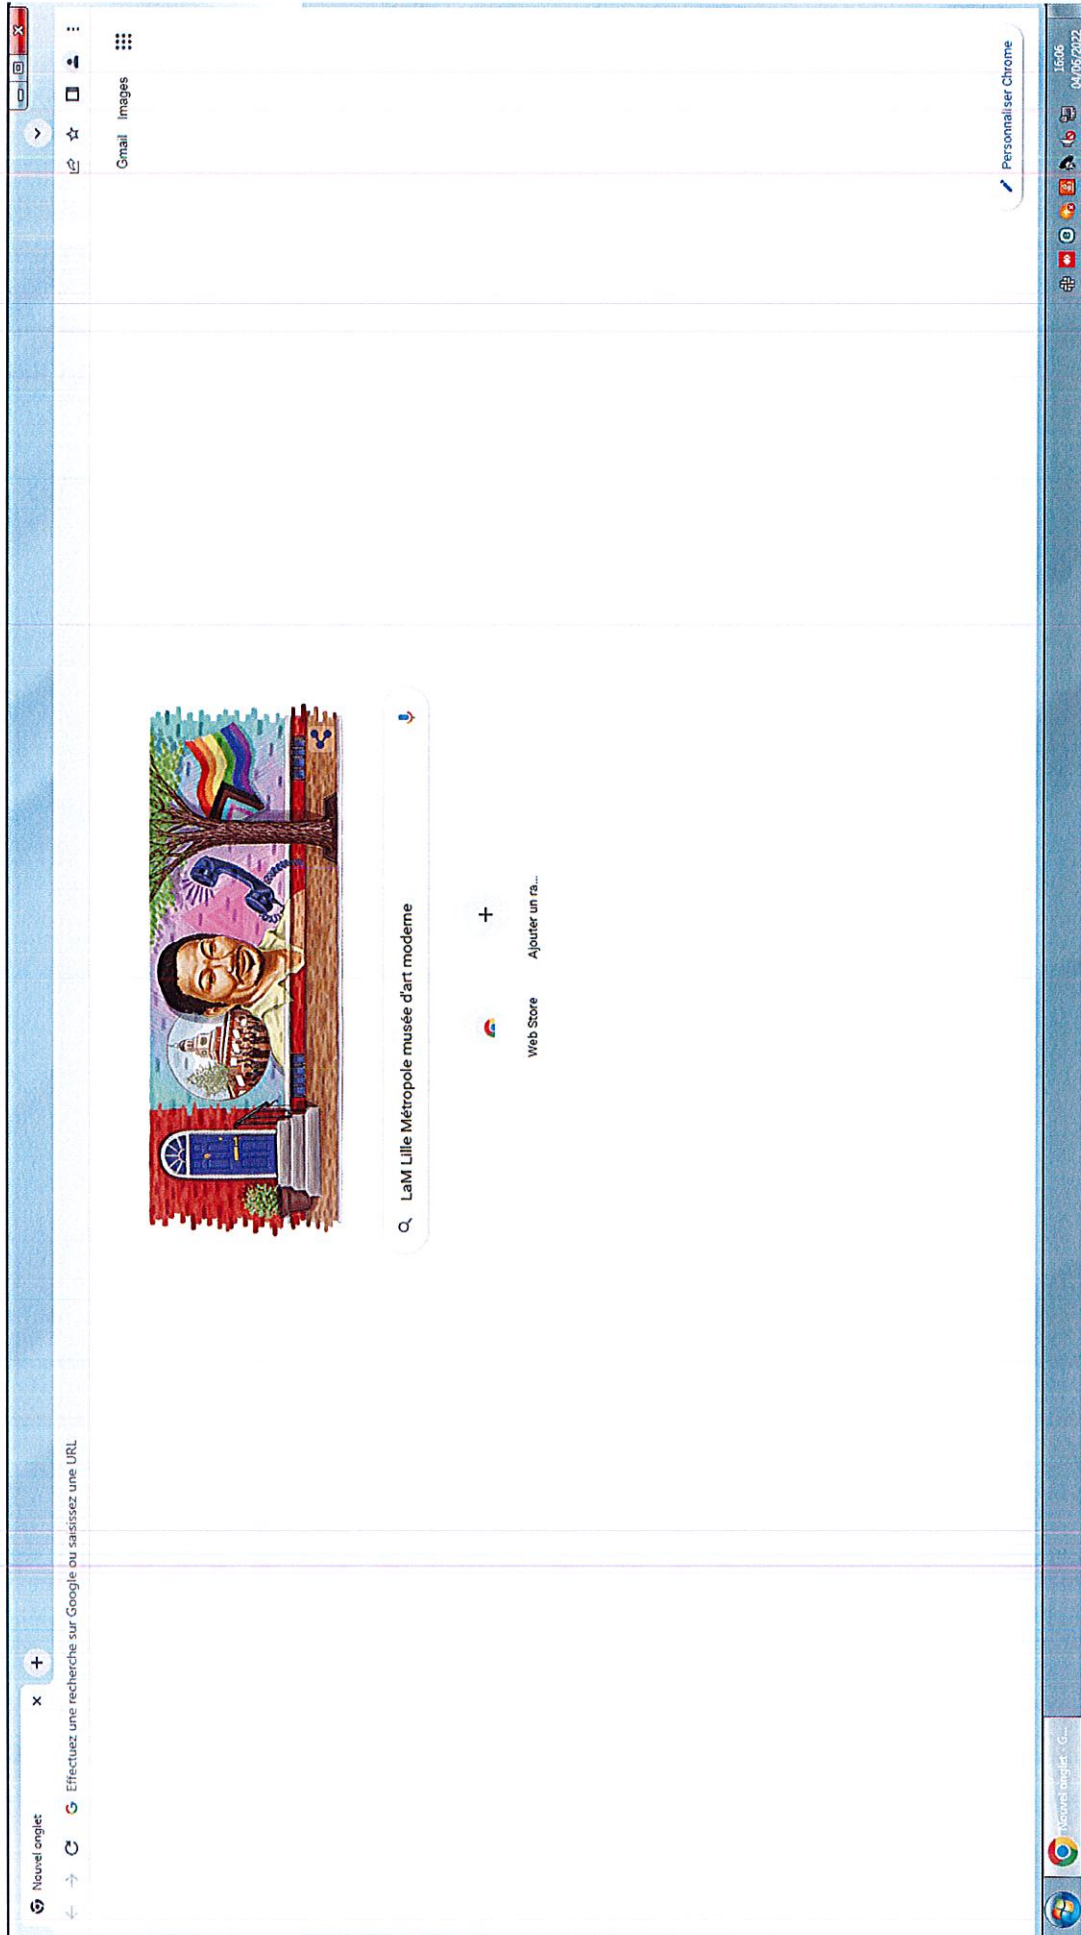 Nouvel onglet
Effectuez une recherche sur Google ou saisissez une URL
Gmail Images
LaM Lille Métropole musée d'art moderne
Web Store
Ajouter un ra...
Personnaliser Chrome
Nouvel onglet - G...
16:06
04/06/2022